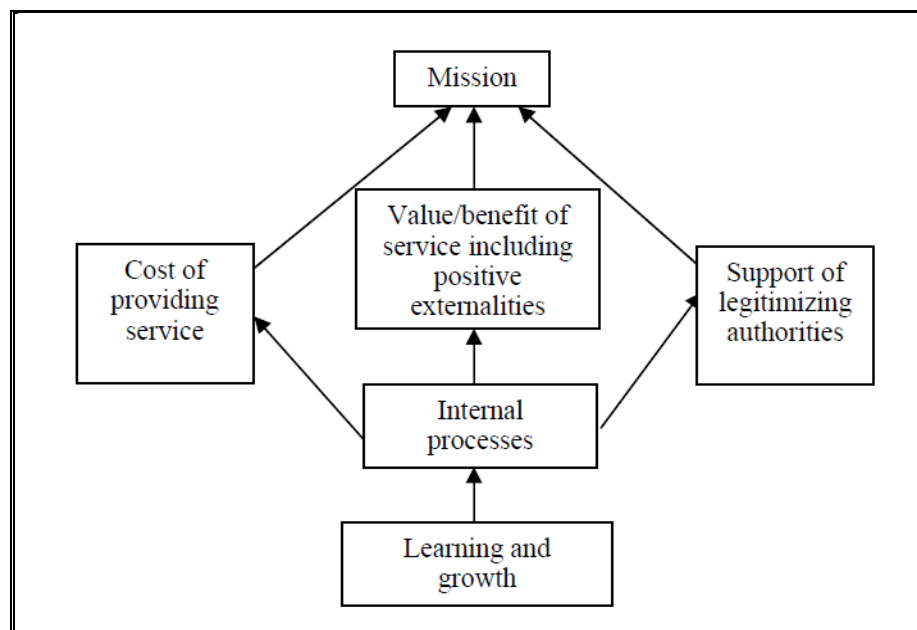 Mission
Value/benefit of
service including
positive
externalities
Cost of
providing
service
Support of
legitimizing
authorities
Internal
processes
Learning and
growth